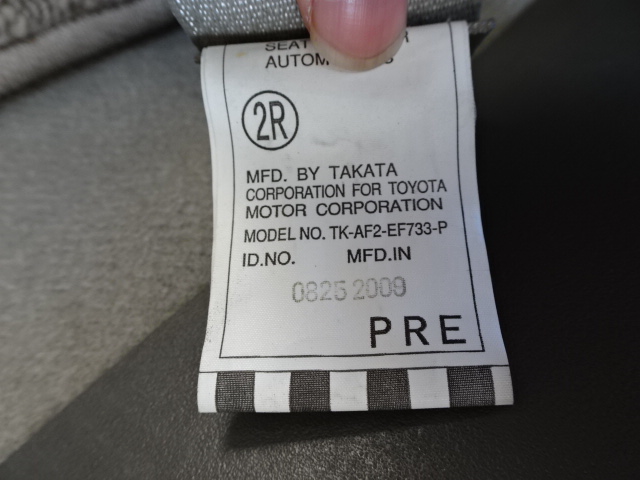 SEAT
AUTOM
2R
MFD. BY TAKATA
CORPORATION FOR TOYOTA
MOTOR CORPORATION
MODEL NO. TK-AF2-EF733-P
ID.NO. MFD.IN
0825 2009
PRE